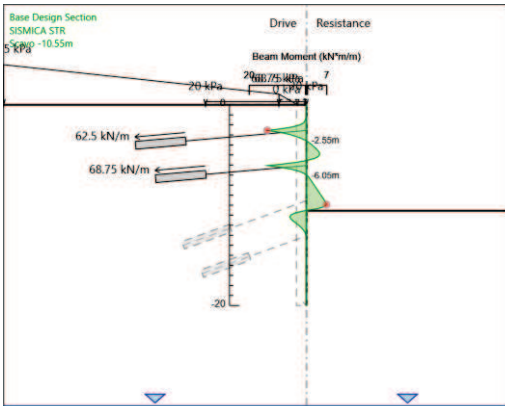 Base Design Section
SISMICA STR
Scavo -10.55m
Drive
Resistance
5 kPa
Beam Moment (kN*m/m)
20
7
20 kPa
0 kPa
0
62.5 kN/m
-2.55m
68.75 kN/m
-6.05m
-20